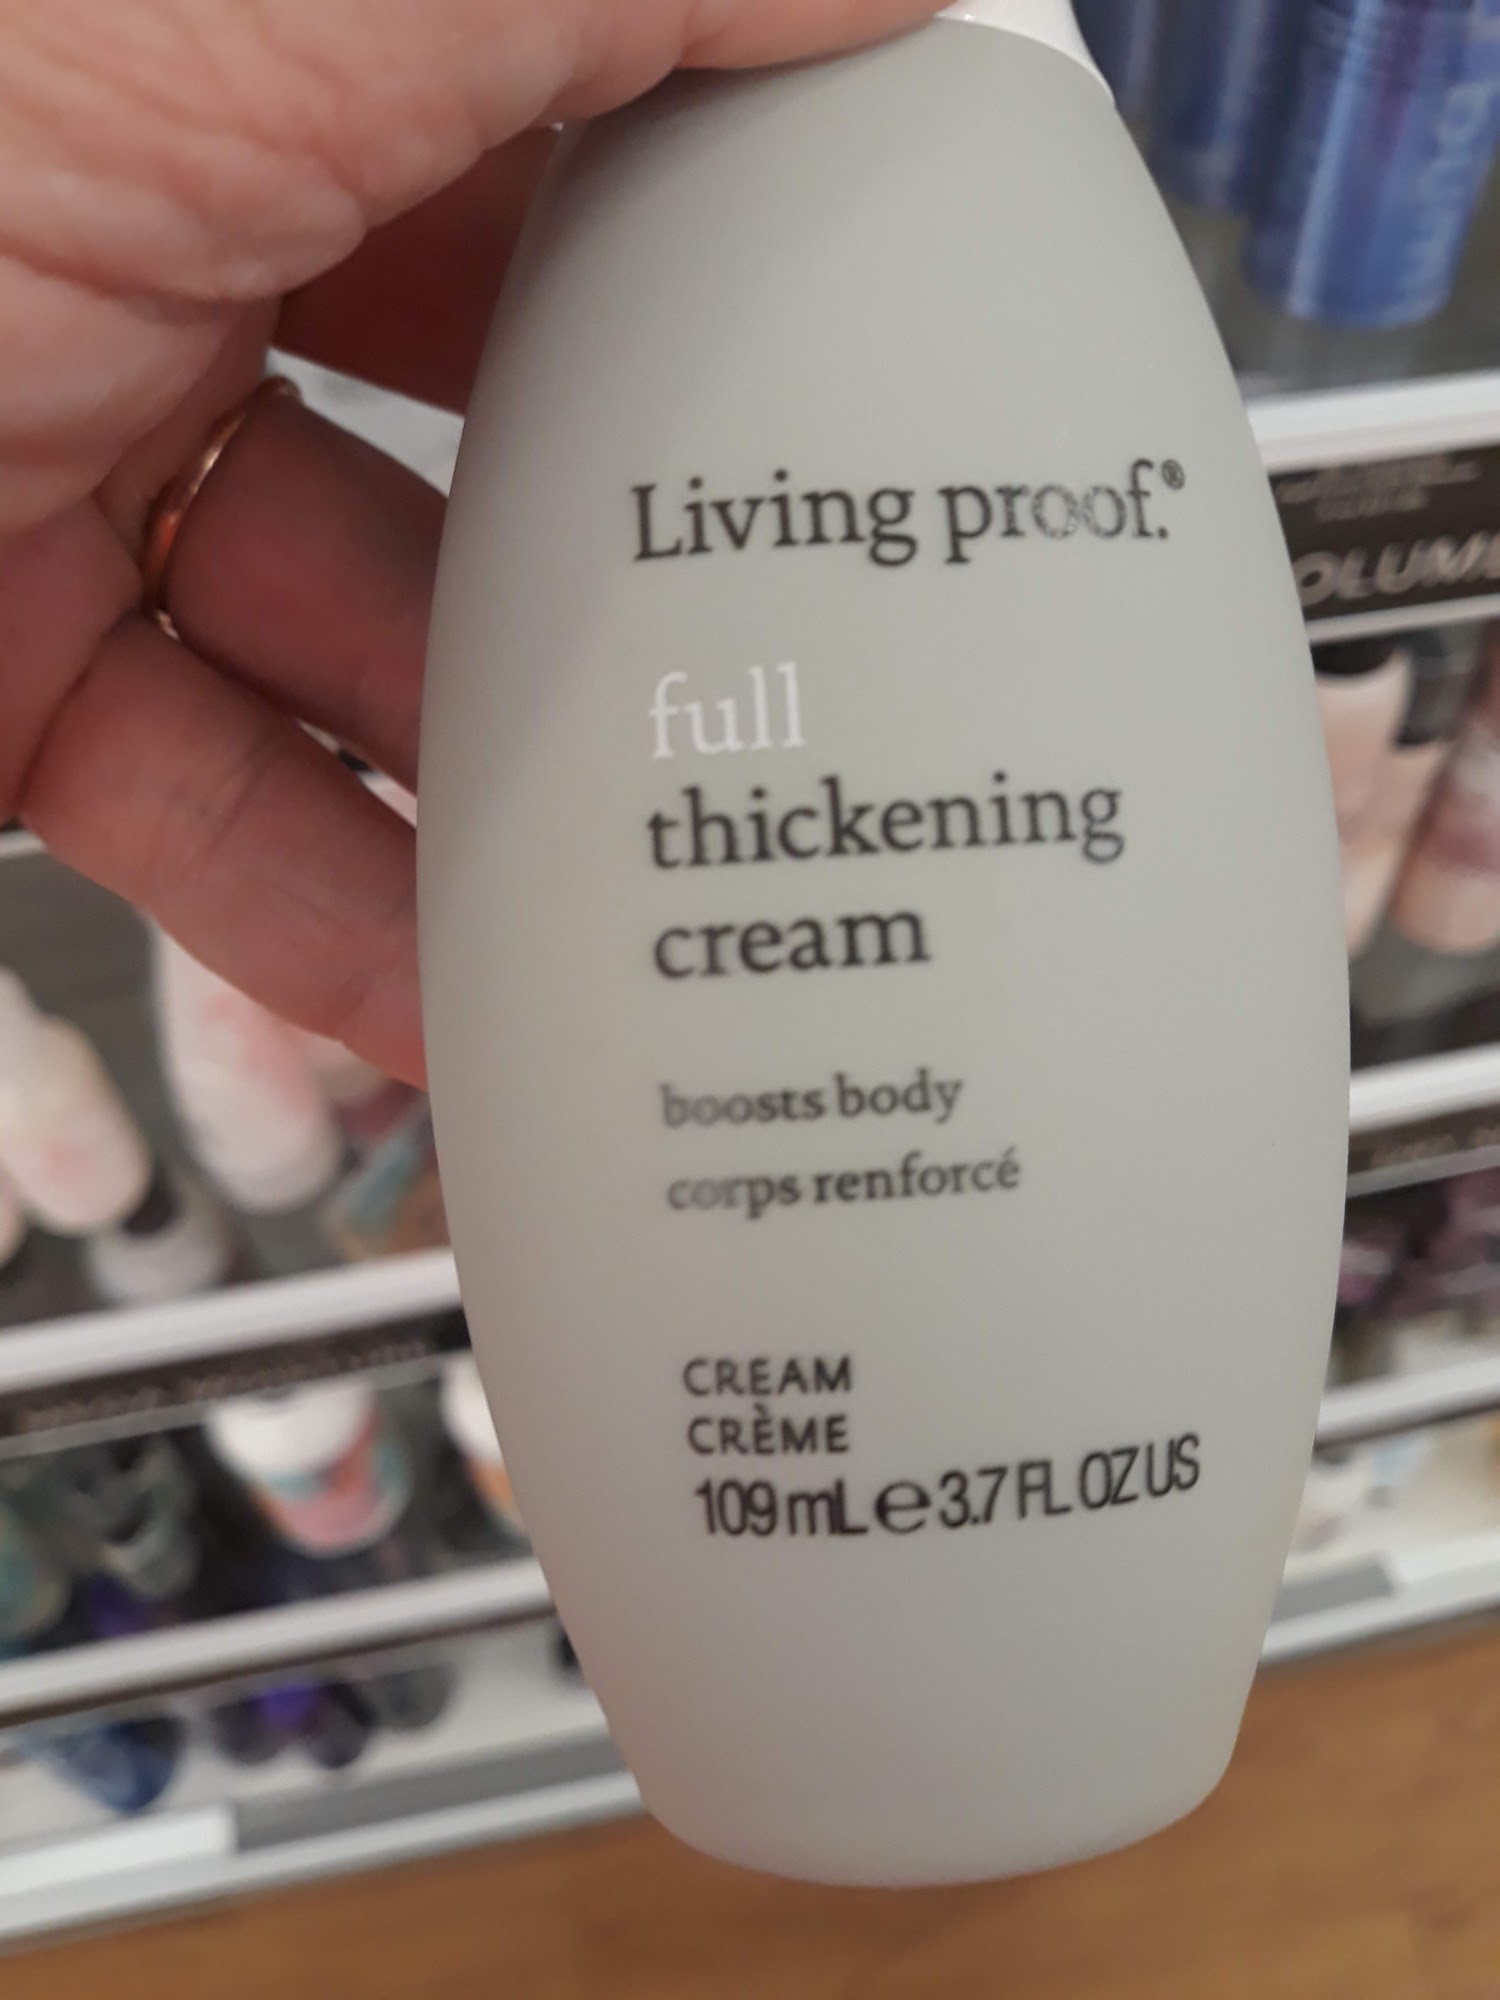 Living proof.®
full
thickening
cream
boosts body
corps renforcé
CREAM
CRÈME
109 mL e 3.7 FL OZ US